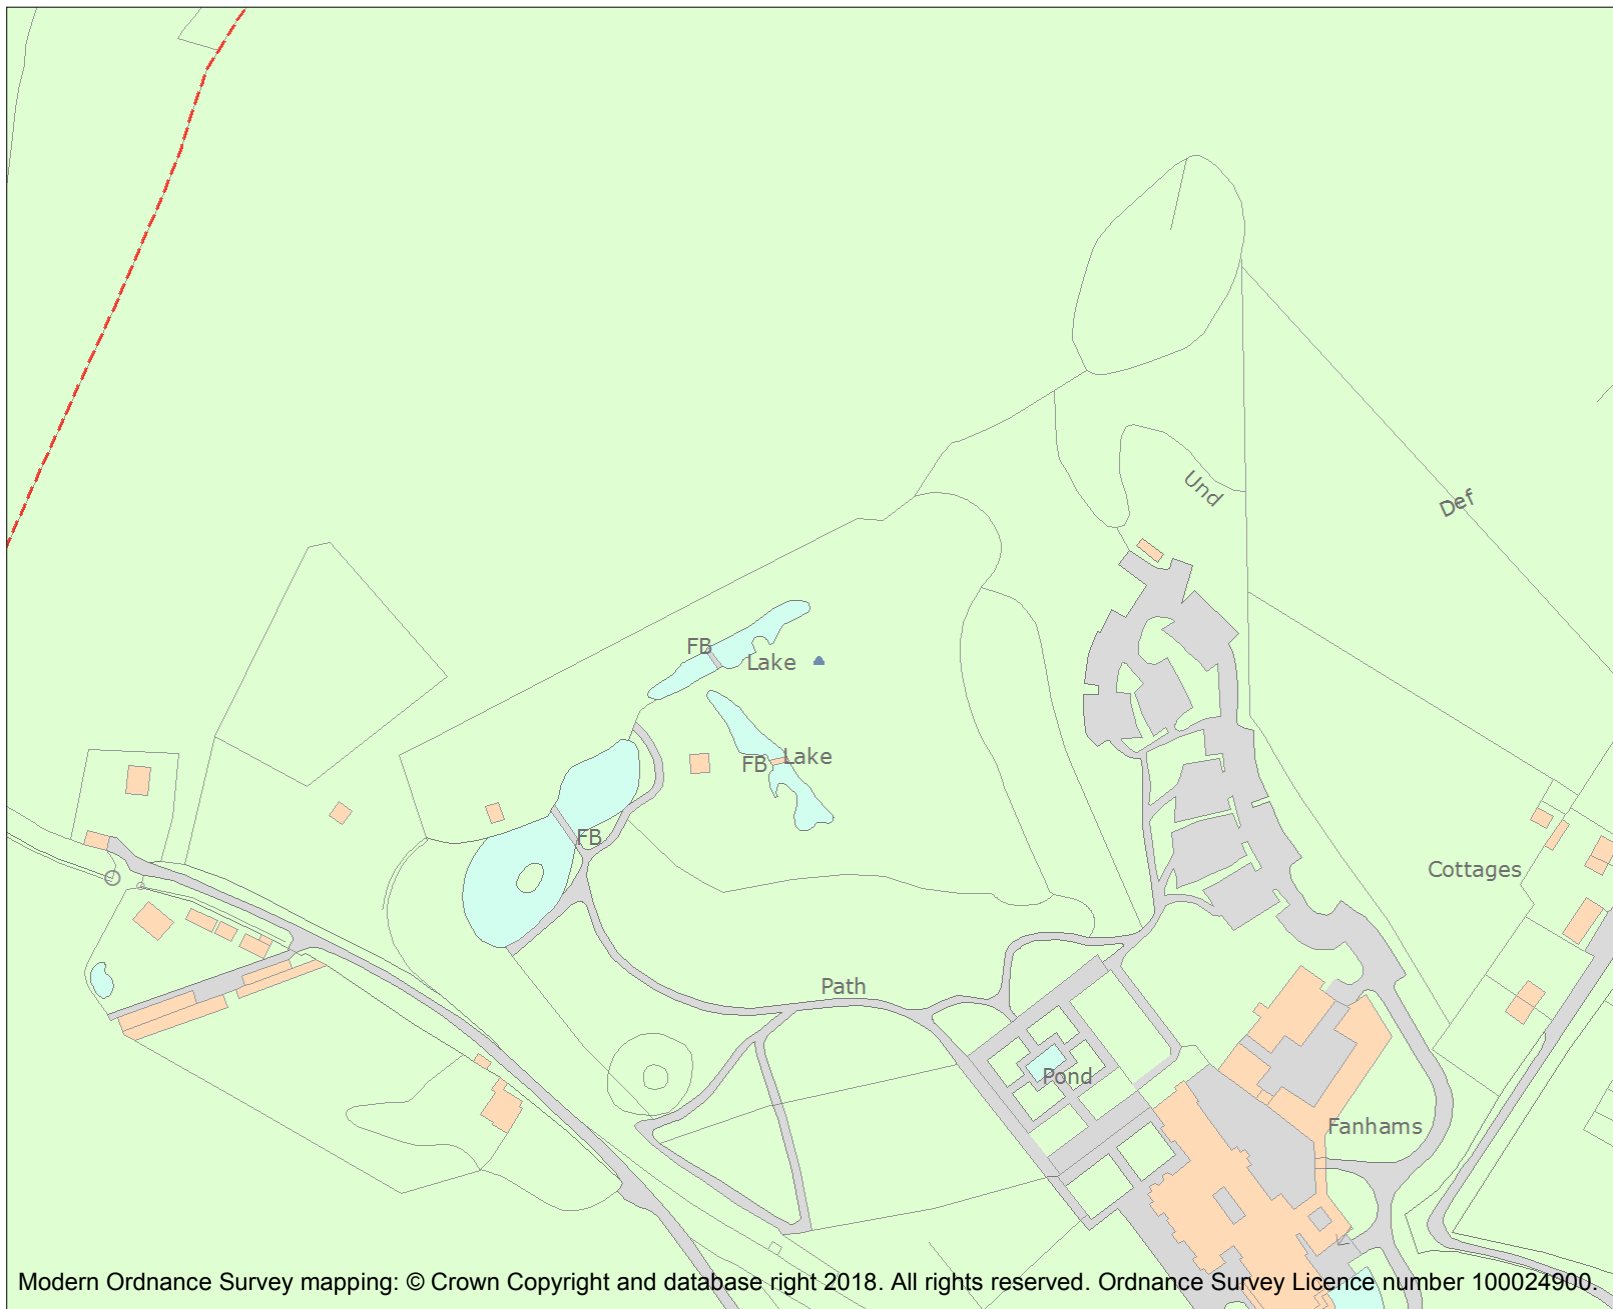 Und
Def
FB
Lake
FB
Lake
FB
Cottages
Path
Pond
Fanhams
Modern Ordnance Survey mapping: © Crown Copyright and database right 2018. All rights reserved. Ordnance Survey Licence number 100024900.